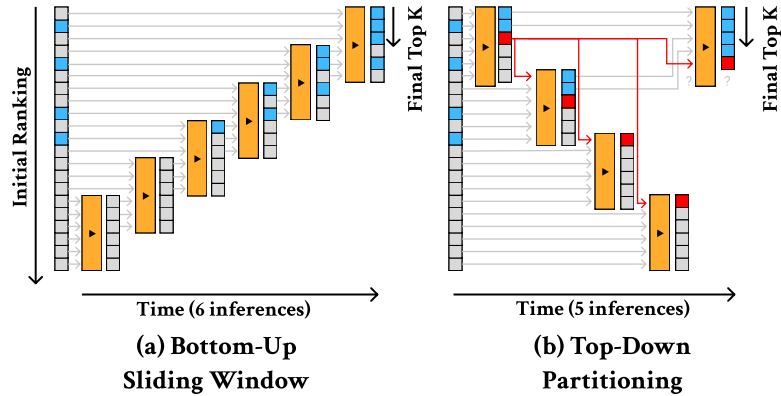 Initial Ranking
Final Top K
Time (6 inferences)
(a) Bottom-Up
Sliding Window
Final Top K
? ?
Time (5 inferences)
(b) Top-Down
Partitioning